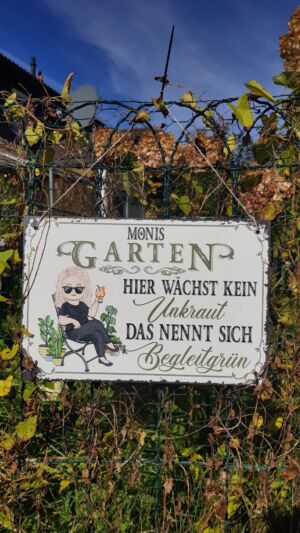 MONIS
GARTEN
HIER WÄCHST KEIN
Unkraut
DAS NENNT SICH
Begleitgrün